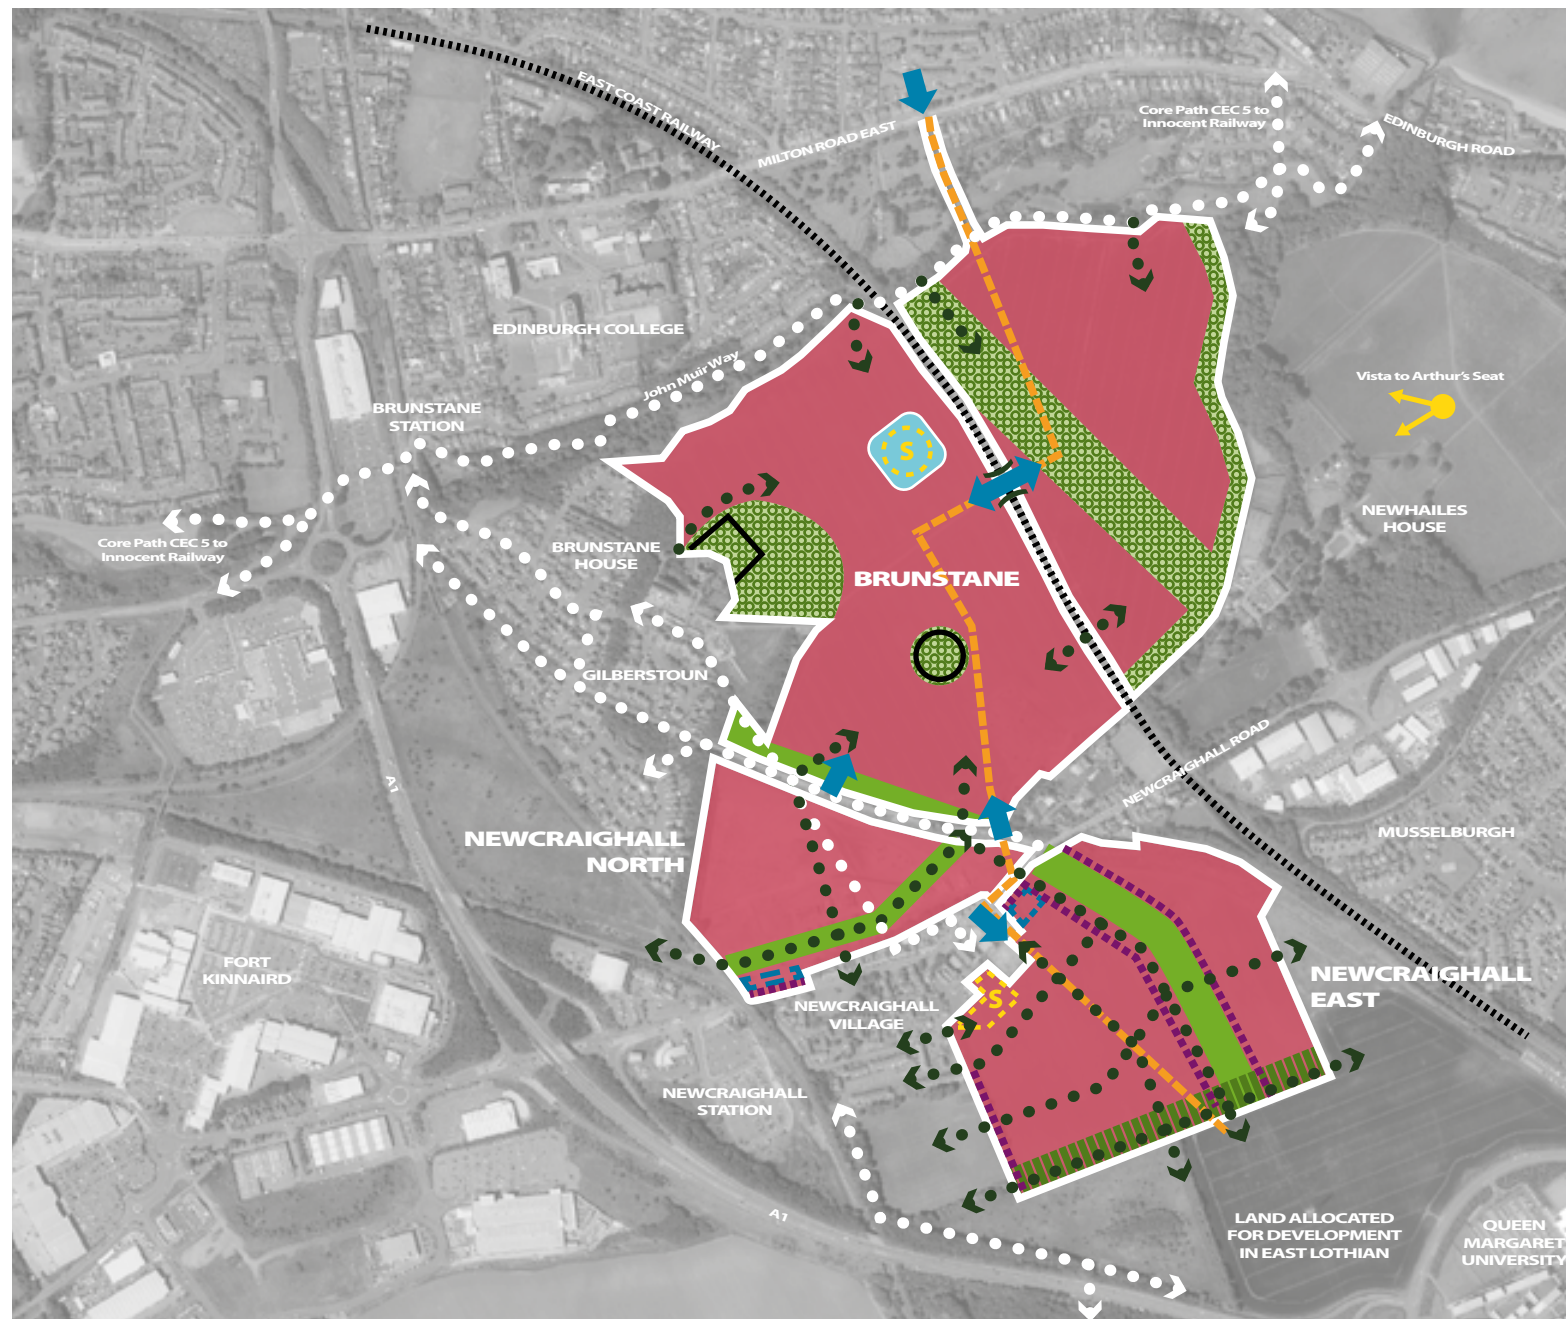 EAST COAST RAILWAY
MILTON ROAD EAST
Core Path CEC 5 to
Innocent Railway
EDINBURGH ROAD
EDINBURGH COLLEGE
John Muir Way
Vista to Arthur's Seat
BRUNSTANE
STATION
S
NEWHAILES
HOUSE
Core Path CEC 5 to
Innocent Railway
BRUNSTANE
HOUSE
BRUNSTANE
GILBERSTOUN
NEWCRAIGHALL ROAD
A1
MUSSELBURGH
NEWCRAIGHALL
NORTH
FORT
KINNAIRD
NEWCRAIGHALL
EAST
S
NEWCRAIGHALL
VILLAGE
NEWCRAIGHALL
STATION
A1
LAND ALLOCATED
FOR DEVELOPMENT
IN EAST LOTHIAN
QUEEN
MARGARET
UNIVERSITY